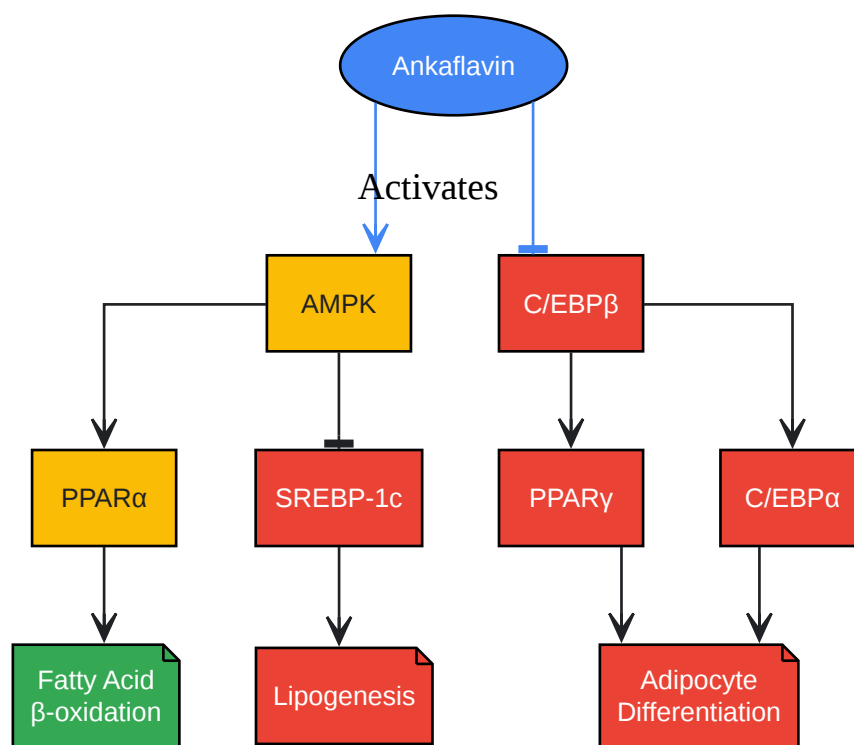 Ankaflavin
Activates
AMPK
C/EBPβ
PPARα
SREBP-1c
PPARγ
C/EBPα
Fatty Acid
β-oxidation
Lipogenesis
Adipocyte
Differentiation